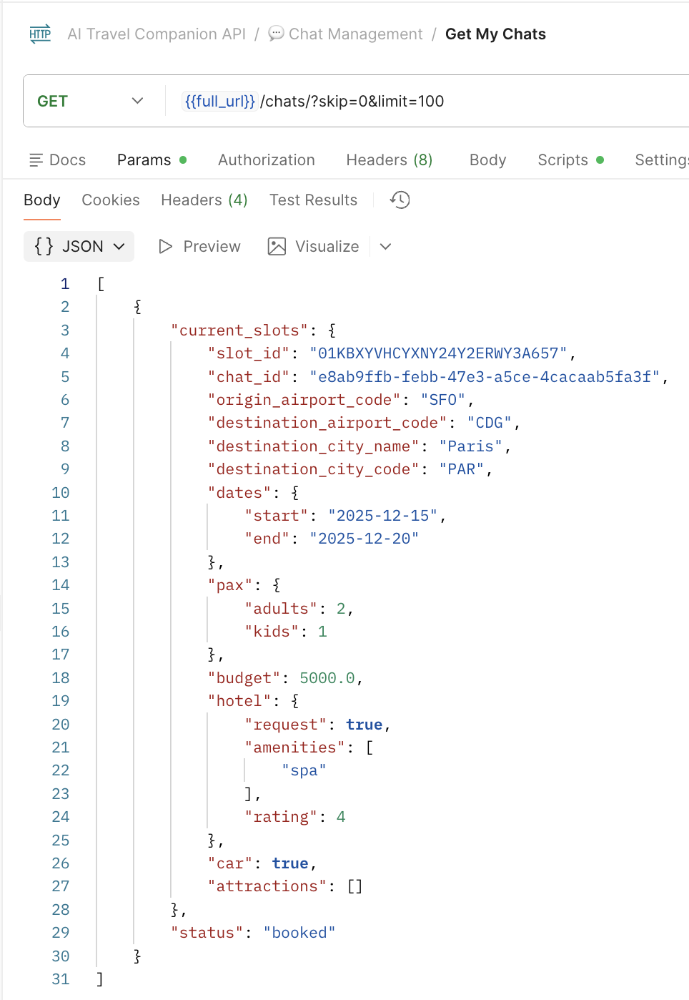 HTTP AI Travel Companion API / 💬 Chat Management / Get My Chats
GET {{full_url}}/chats/?skip=0&limit=100
Docs Params Authorization Headers (8) Body Scripts Settings
Body Cookies Headers (4) Test Results
{} JSON Preview Visualize
1 [
2     {
3         "current_slots": {
4             "slot_id": "01KBXYVHCYXNY24Y2ERWY3A657",
5             "chat_id": "e8ab9ffb-febb-47e3-a5ce-4cacaab5fa3f",
6             "origin_airport_code": "SFO",
7             "destination_airport_code": "CDG",
8             "destination_city_name": "Paris",
9             "destination_city_code": "PAR",
10             "dates": {
11                 "start": "2025-12-15",
12                 "end": "2025-12-20"
13             },
14             "pax": {
15                 "adults": 2,
16                 "kids": 1
17             },
18             "budget": 5000.0,
19             "hotel": {
20                 "request": true,
21                 "amenities": [
22                     "spa"
23                 ],
24                 "rating": 4
25             },
26             "car": true,
27             "attractions": []
28         },
29         "status": "booked"
30     }
31 ]